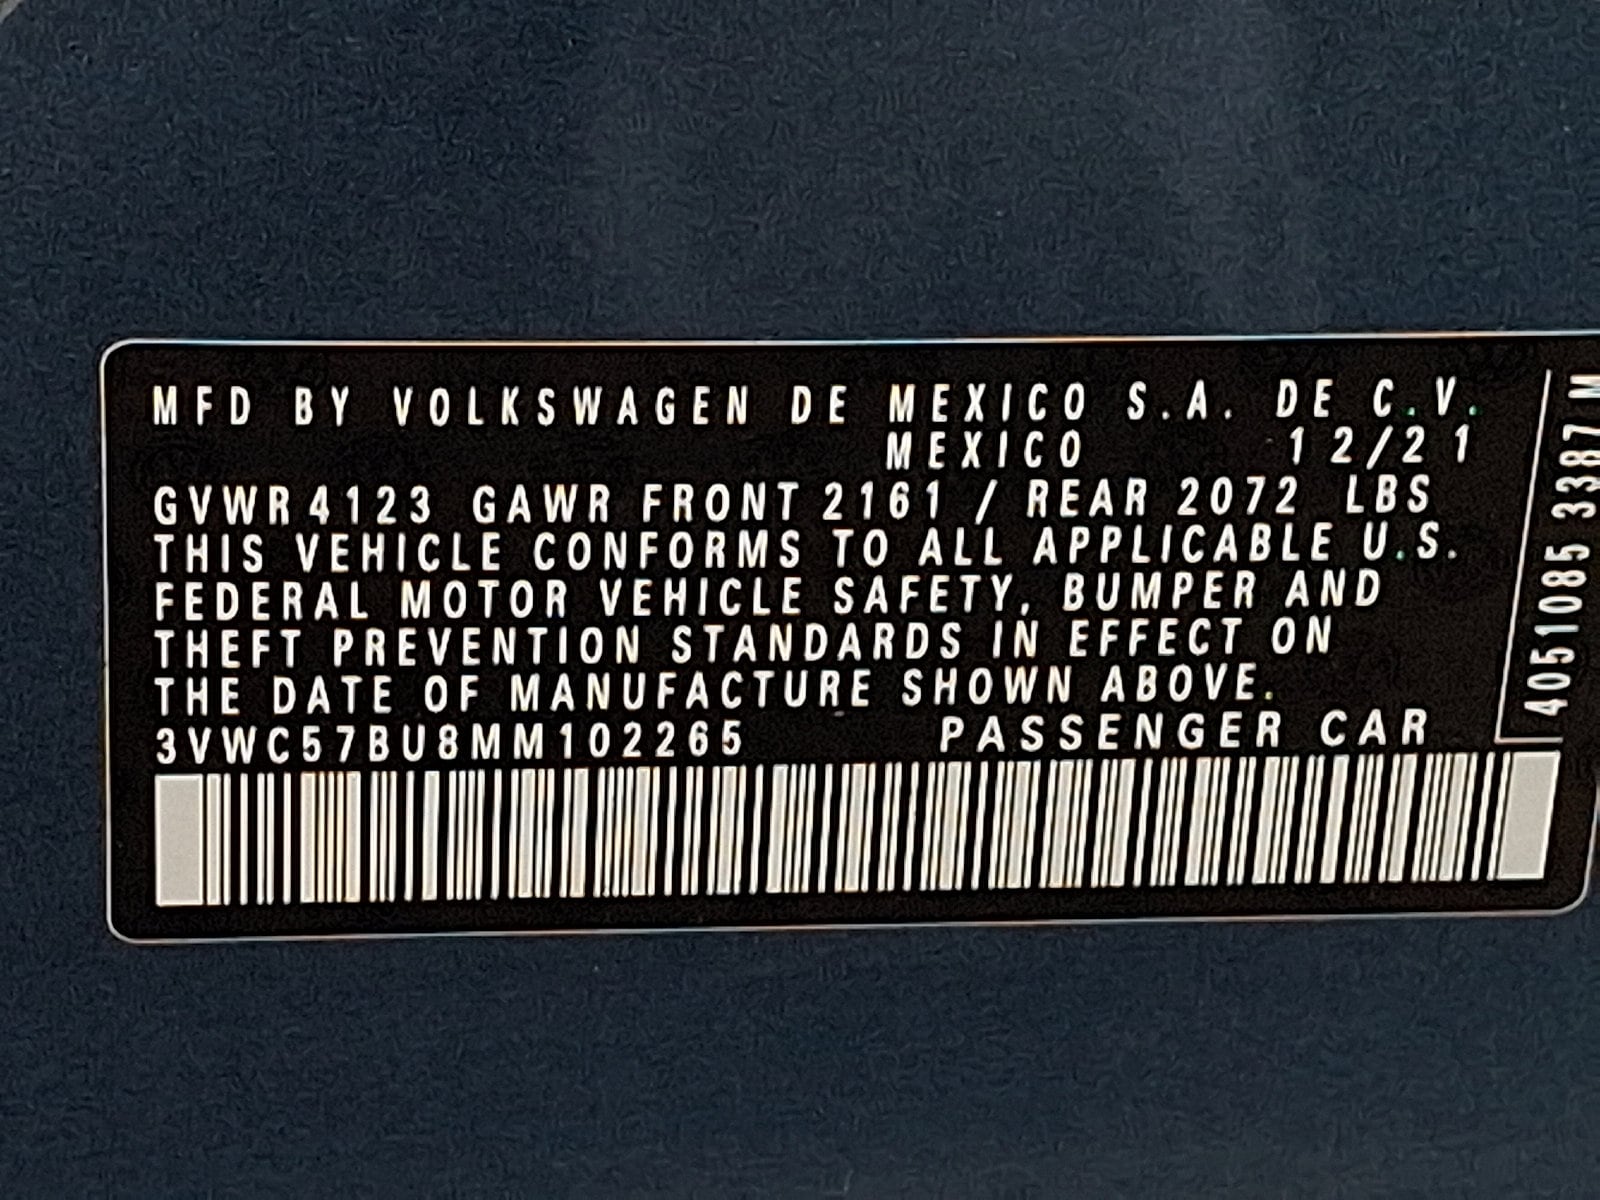 MFD BY VOLKSWAGEN DE MEXICO S.A. DE C.V.
MEXICO 12/21
GVWR 4123 GAWR FRONT 2161 / REAR 2072 LBS
THIS VEHICLE CONFORMS TO ALL APPLICABLE U.S.
FEDERAL MOTOR VEHICLE SAFETY, BUMPER AND
THEFT PREVENTION STANDARDS IN EFFECT ON
THE DATE OF MANUFACTURE SHOWN ABOVE.
3VWC57BU8MM102265 PASSENGER CAR
4051085 3387 M